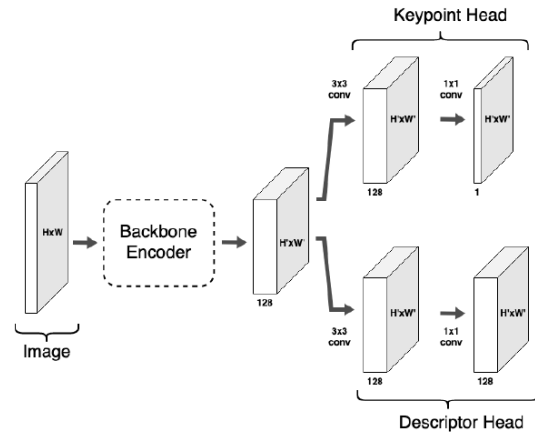 Keypoint Head
3x3
conv
H'xW'
128
1x1
conv
H'xW'
1
HxW
Image
Backbone
Encoder
H'xW'
128
3x3
conv
H'xW'
128
1x1
conv
H'xW'
128
Descriptor Head